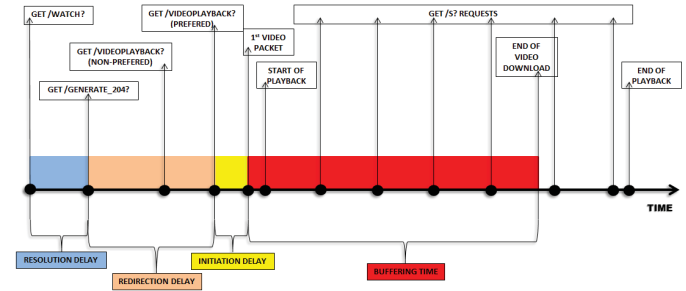 GET /WATCH?
GET /VIDEOPLAYBACK?
(PREFERED)
GET /S? REQUESTS
GET /VIDEOPLAYBACK?
(NON-PREFERED)
1ST VIDEO
PACKET
END OF
VIDEO
DOWNLOAD
START OF
PLAYBACK
END OF
PLAYBACK
GET /GENERATE_204?
TIME
RESOLUTION DELAY
INITIATION DELAY
REDIRECTION DELAY
BUFFERING TIME